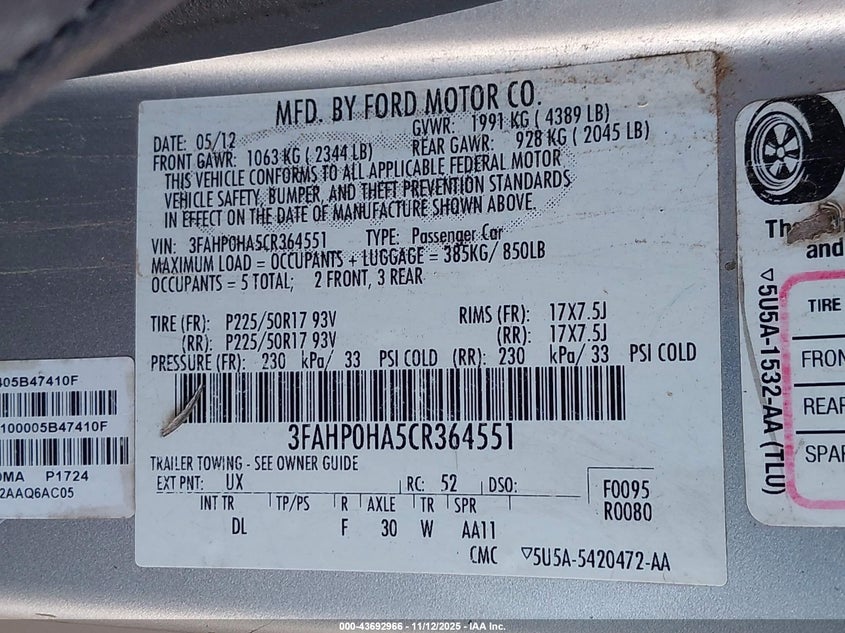 MFD. BY FORD MOTOR CO.
DATE: 05/12
GVWR: 1991 KG ( 4389 LB)
FRONT GAWR: 1063 KG ( 2344 LB)
REAR GAWR: 928 KG ( 2045 LB)
THIS VEHICLE CONFORMS TO ALL APPLICABLE FEDERAL MOTOR
VEHICLE SAFETY, BUMPER, AND THEFT PREVENTION STANDARDS
IN EFFECT ON THE DATE OF MANUFACTURE SHOWN ABOVE.
VIN: 3FAHP0HA5CR364551 TYPE: Passenger Car
MAXIMUM LOAD = OCCUPANTS + LUGGAGE = 385KG/ 850LB
OCCUPANTS = 5 TOTAL; 2 FRONT, 3 REAR
TIRE (FR): P225/50R17 93V RIMS (FR): 17X7.5J
(RR): P225/50R17 93V (RR): 17X7.5J
PRESSURE (FR): 230 kPa/ 33 PSI COLD (RR): 230 kPa/ 33 PSI COLD
3FAHP0HA5CR364551
TRAILER TOWING - SEE OWNER GUIDE
EXT PNT: UX RC: 52 DSO:
INT TR TP/PS R AXLE TR SPR
DL F 30 W AA11
F0095
R0080
CMC ▽5U5A-5420472-AA
405B47410F
100005B47410F
OMA P1724
2AAQ6AC05
and
▽5U5A-1532-AA (TLU)
TIRE
FRON
REAR
SPAR
000-43692966 - 11/12/2025 - IAA Inc.